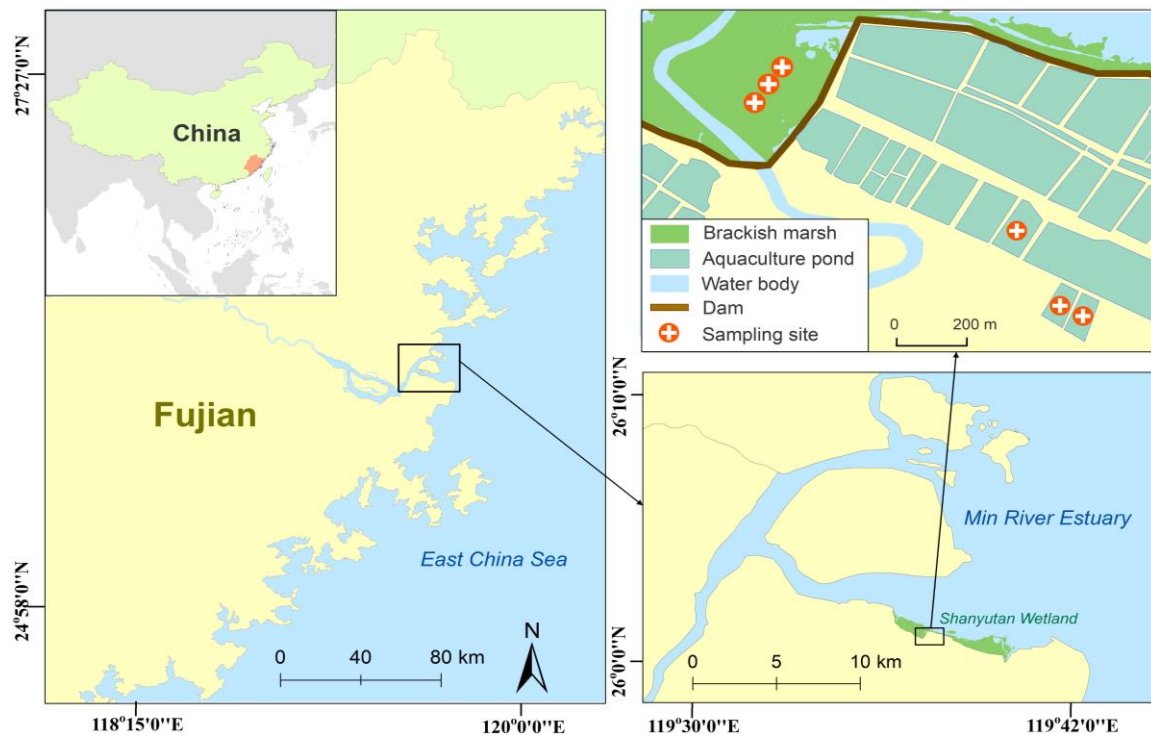 27°27'0''N
24°58'0''N
118°15'0''E
120°0'0''E
China
Fujian
East China Sea
0 40 80 km
N
Brackish marsh
Aquaculture pond
Water body
Dam
Sampling site
0 200 m
26°10'0''N
26°0'0''N
Min River Estuary
Shanyutan Wetland
0 5 10 km
119°30'0''E
119°42'0''E